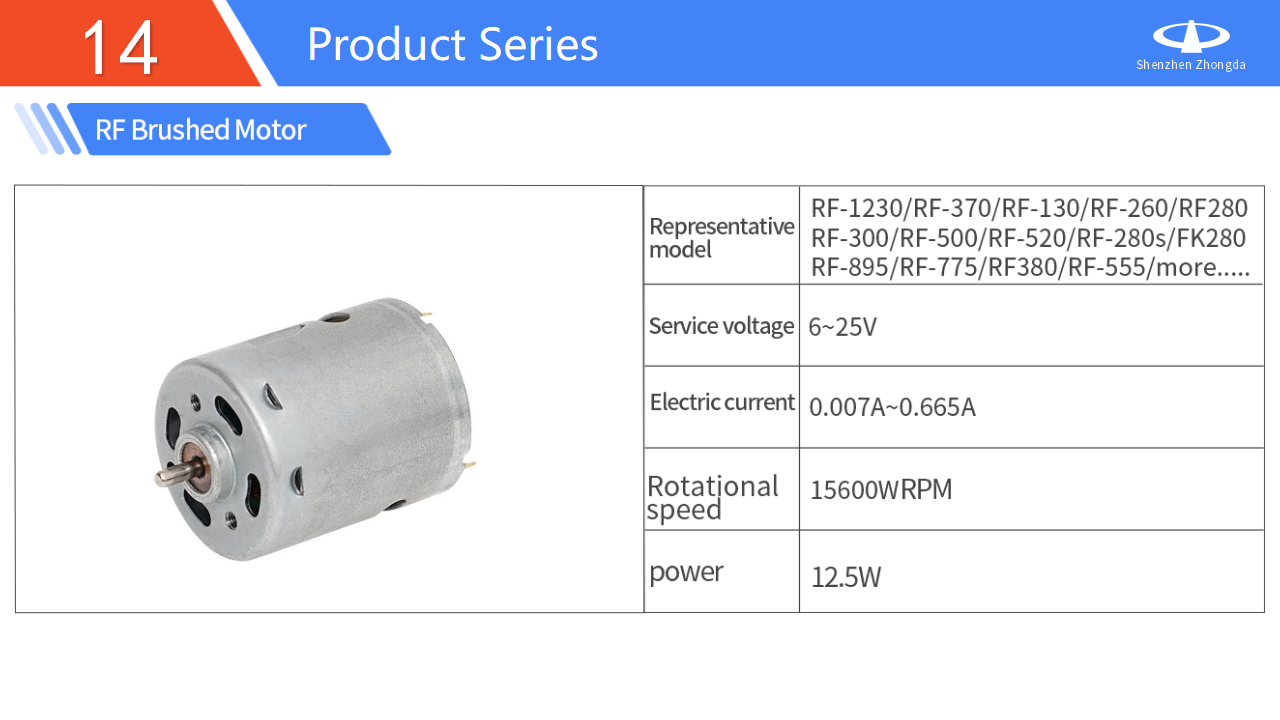 14
Product Series
Shenzhen Zhongda
RF Brushed Motor
Representative
model
RF-1230/RF-370/RF-130/RF-260/RF280
RF-300/RF-500/RF-520/RF-280s/FK280
RF-895/RF-775/RF380/RF-555/more.....
Service voltage
6~25V
Electric current
0.007A~0.665A
Rotational
speed
15600WRPM
power
12.5W